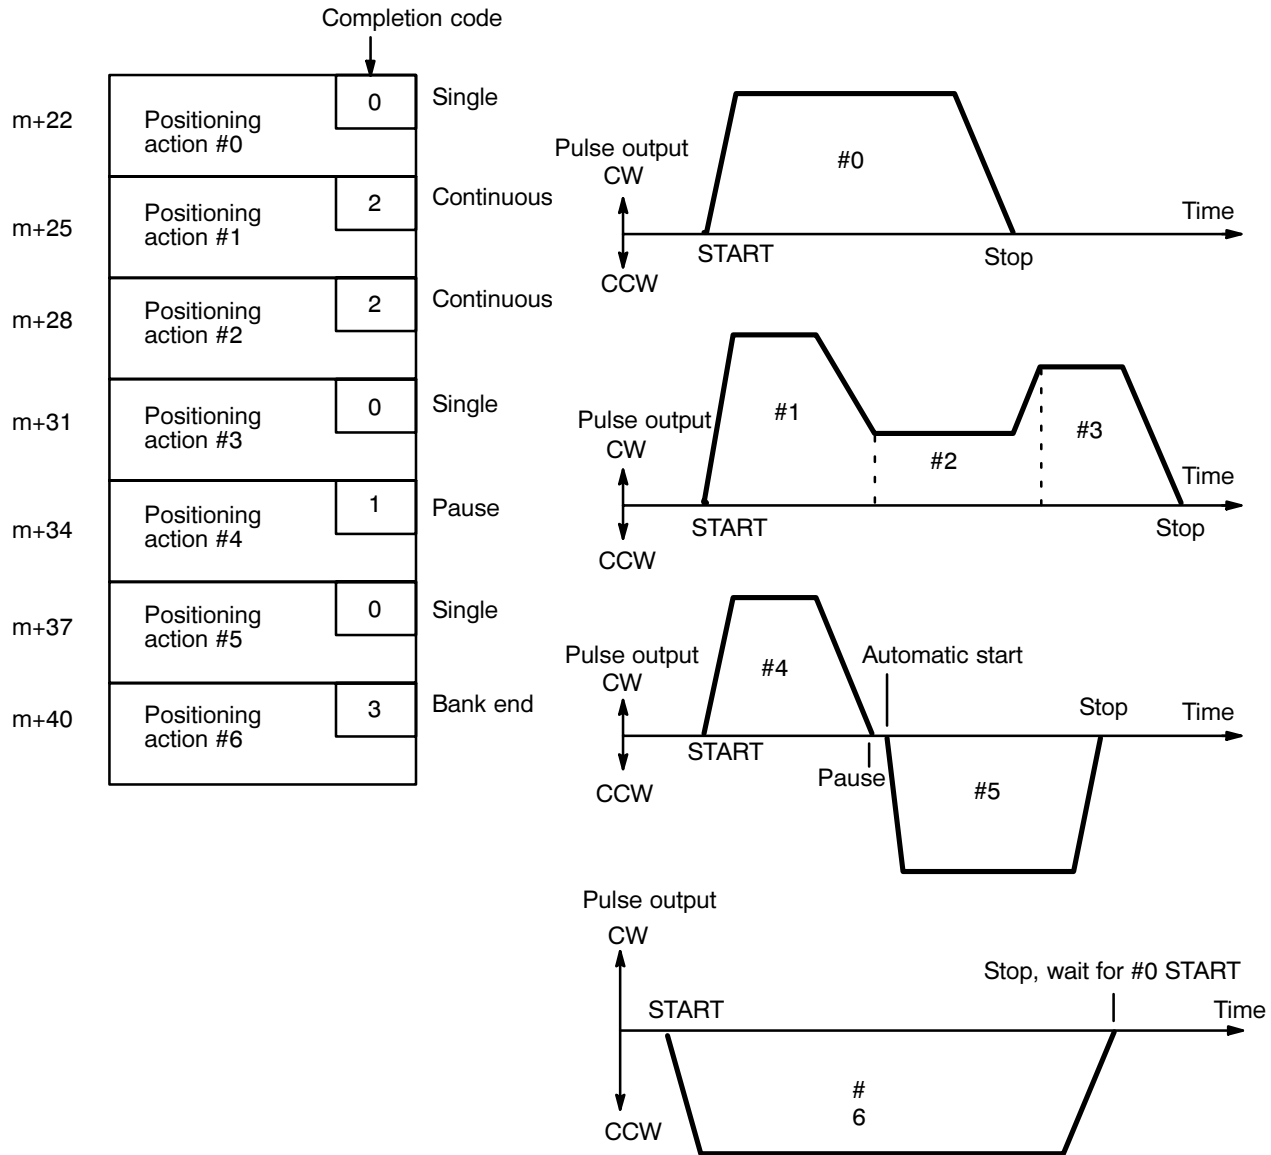 Completion code
m+22
Positioning
action #0
0
Single
m+25
Positioning
action #1
2
Continuous
m+28
Positioning
action #2
2
Continuous
m+31
Positioning
action #3
0
Single
m+34
Positioning
action #4
1
Pause
m+37
Positioning
action #5
0
Single
m+40
Positioning
action #6
3
Bank end
Pulse output
CW
CCW
#0
START
Stop
Time
Pulse output
CW
CCW
#1
#2
#3
START
Stop
Time
Pulse output
CW
CCW
#4
START
Pause
Automatic start
#5
Stop
Time
Pulse output
CW
CCW
START
#
6
Stop, wait for #0 START
Time